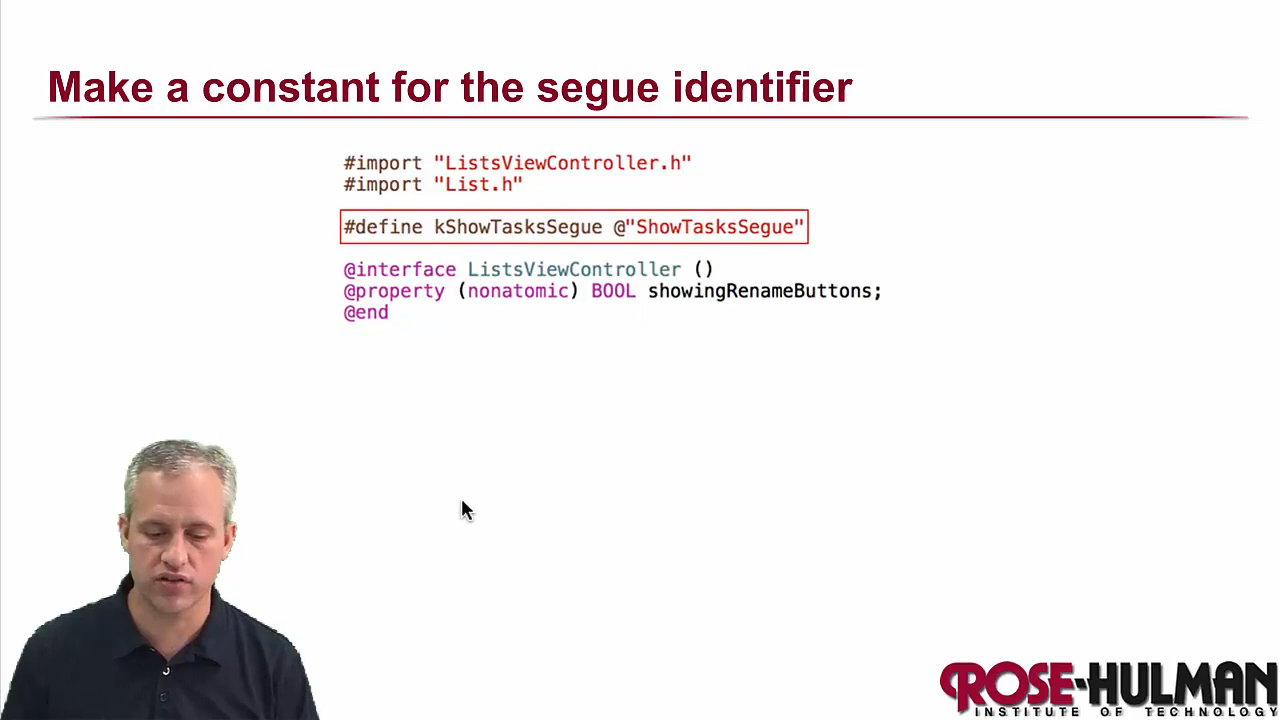 Make a constant for the segue identifier
#import "ListsViewController.h"
#import "List.h"
#define kShowTasksSegue @"ShowTasksSegue"
@interface ListsViewController ()
@property (nonatomic) BOOL showingRenameButtons;
@end
ROSE-HULMAN
INSTITUTE OF TECHNOLOGY